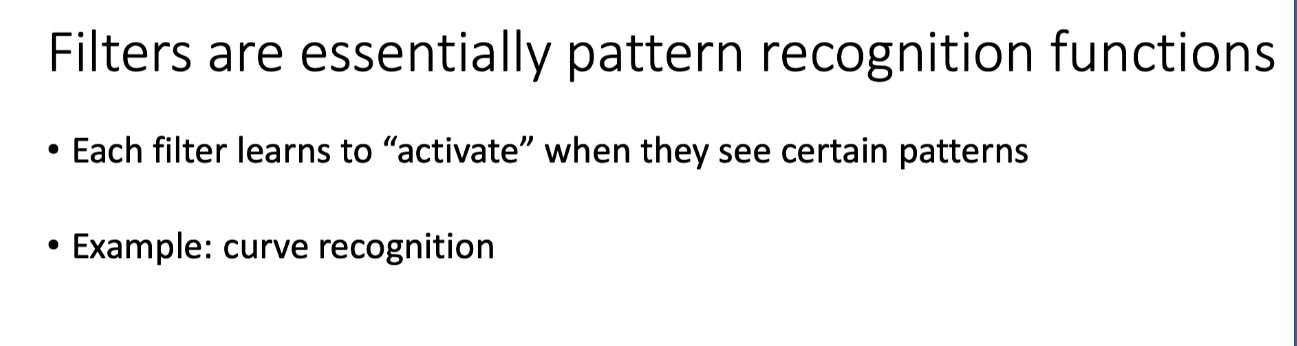 Filters are essentially pattern recognition functions
• Each filter learns to “activate” when they see certain patterns
• Example: curve recognition